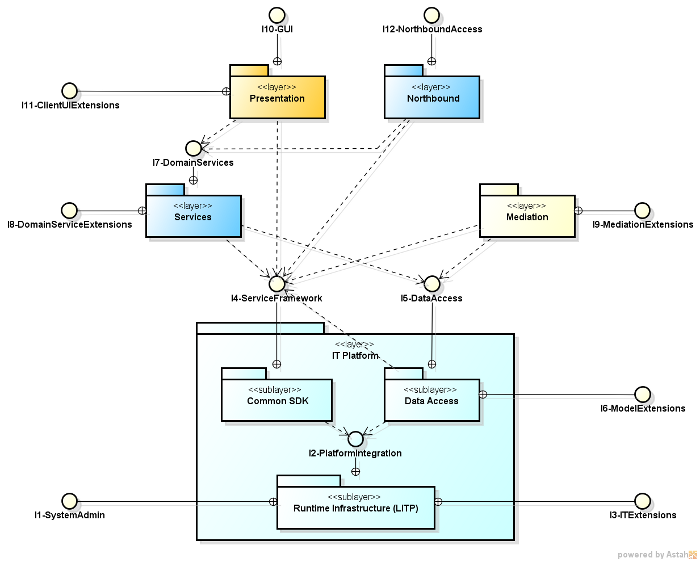 I10-GUI
I12-NorthboundAccess
<<layer>>
Presentation
<<layer>>
Northbound
I11-ClientUIExtensions
I7-DomainServices
<<layer>>
Services
<<layer>>
Mediation
I8-DomainServiceExtensions
I9-MediationExtensions
I4-ServiceFramework
I5-DataAccess
<<layer>>
IT Platform
<<sublayer>>
Common SDK
<<sublayer>>
Data Access
I6-ModelExtensions
I2-PlatformIntegration
<<sublayer>>
Runtime Infrastructure (LITP)
I1-SystemAdmin
I3-ITExtensions
powered by Astah